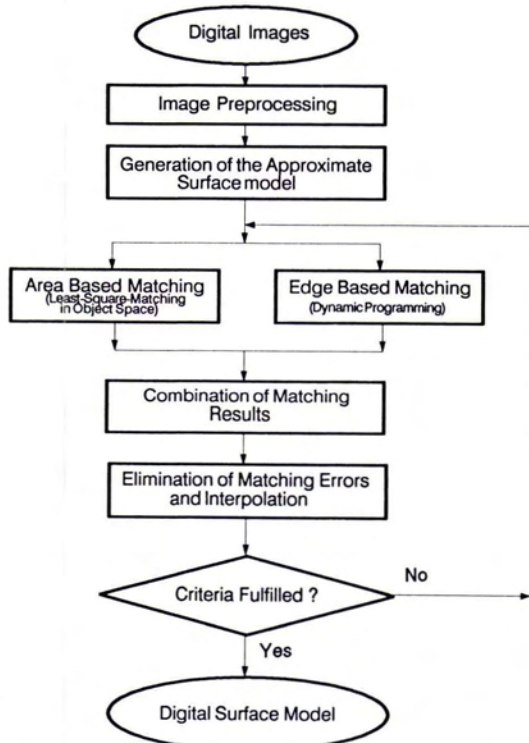 Digital Images
Image Preprocessing
Generation of the Approximate
Surface model
Area Based Matching
(Least-Square-Matching
in Object Space)
Edge Based Matching
(Dynamic Programming)
Combination of Matching
Results
Elimination of Matching Errors
and Interpolation
Criteria Fulfilled ?
No
Yes
Digital Surface Model